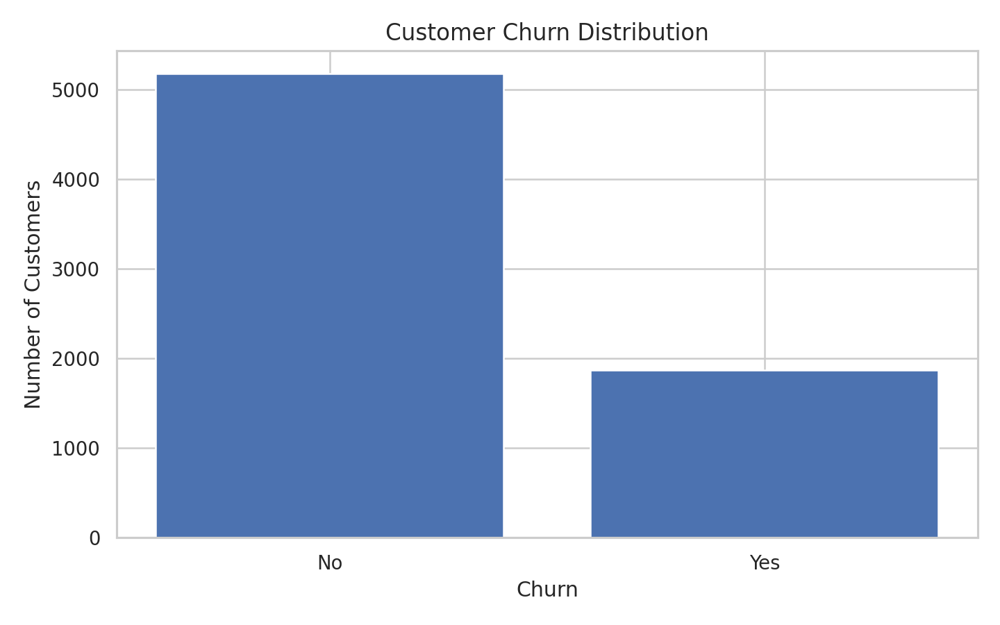 Customer Churn Distribution
Number of Customers
5000
4000
3000
2000
1000
0
No
Yes
Churn